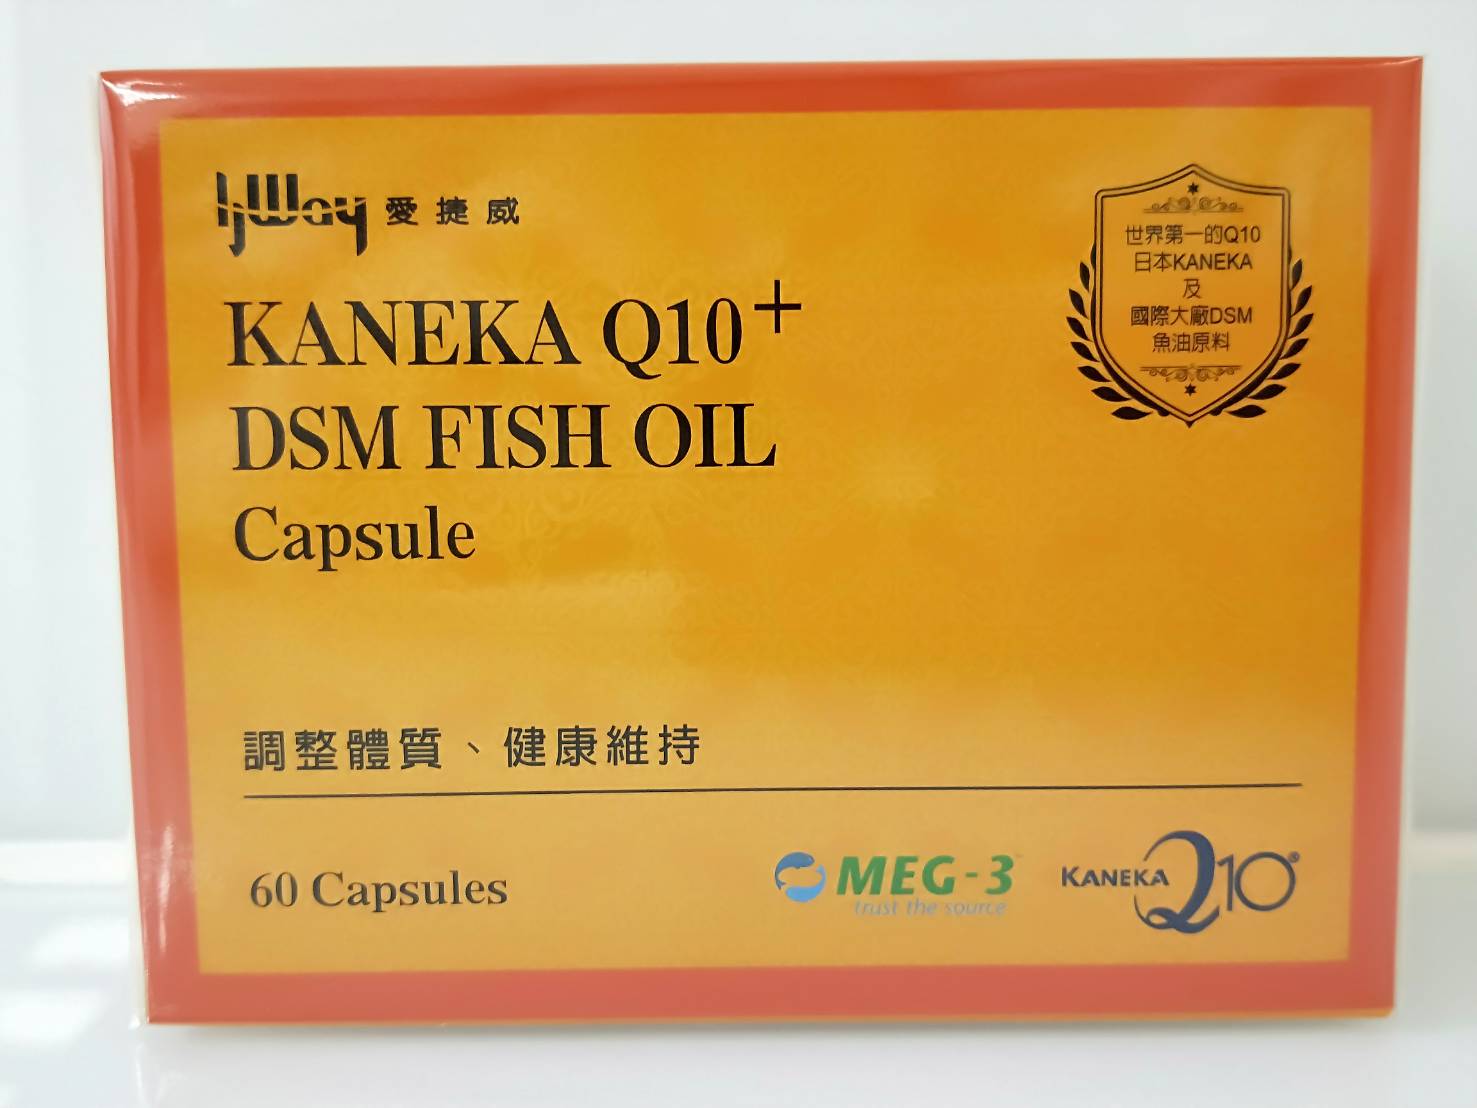 IjWay 愛捷威
世界第一的Q10
日本KANEKA
及
國際大廠DSM
魚油原料
KANEKA Q10+
DSM FISH OIL
Capsule
調整體質、健康維持
60 Capsules
MEG-3™
trust the source
KANEKA Q10®